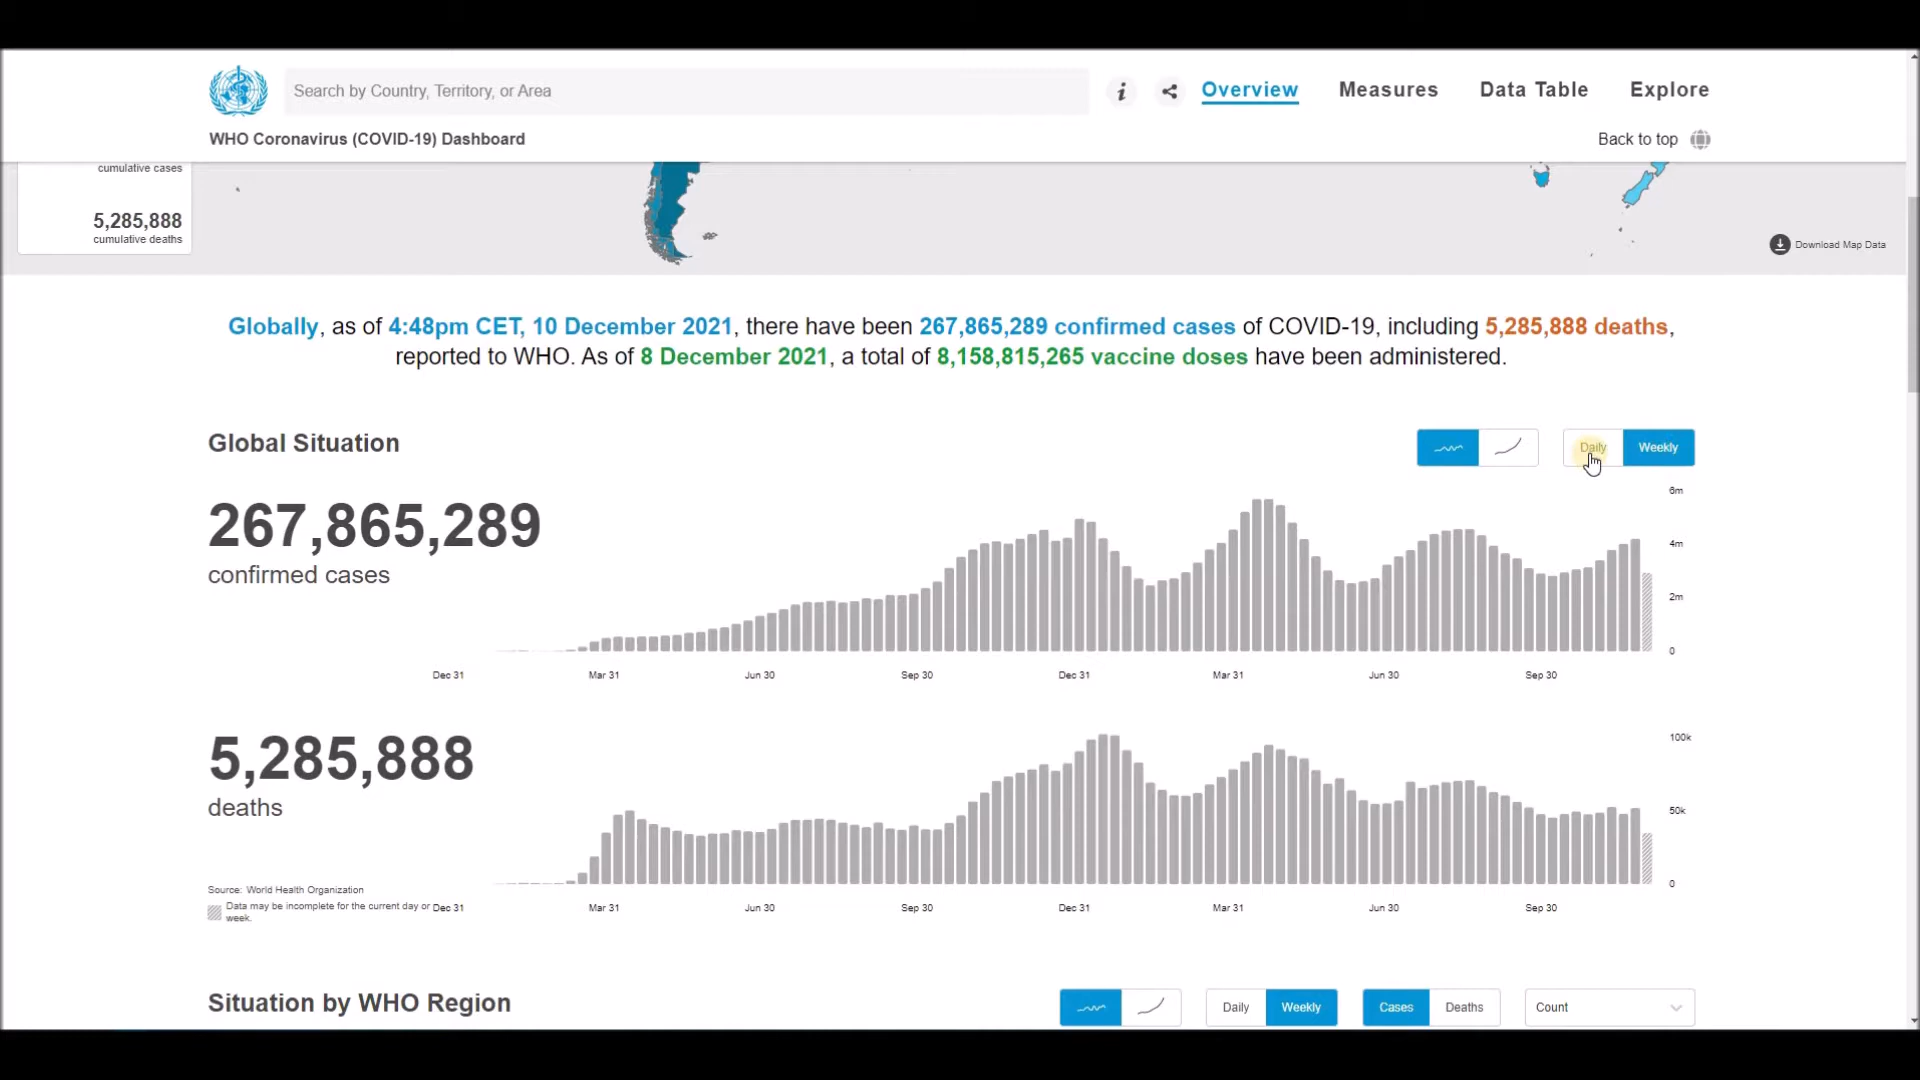 Search by Country, Territory, or Area
i
Overview
Measures
Data Table
Explore
WHO Coronavirus (COVID-19) Dashboard
Back to top
cumulative cases
5,285,888
cumulative deaths
Download Map Data
Globally, as of 4:48pm CET, 10 December 2021, there have been 267,865,289 confirmed cases of COVID-19, including 5,285,888 deaths,
reported to WHO. As of 8 December 2021, a total of 8,158,815,265 vaccine doses have been administered.
Global Situation
Daily
Weekly
267,865,289
confirmed cases
6m
4m
2m
0
Dec 31
Mar 31
Jun 30
Sep 30
Dec 31
Mar 31
Jun 30
Sep 30
5,285,888
deaths
100k
50k
0
Source: World Health Organization
Data may be incomplete for the current day or
week.
Dec 31
Mar 31
Jun 30
Sep 30
Dec 31
Mar 31
Jun 30
Sep 30
Situation by WHO Region
Daily
Weekly
Cases
Deaths
Count